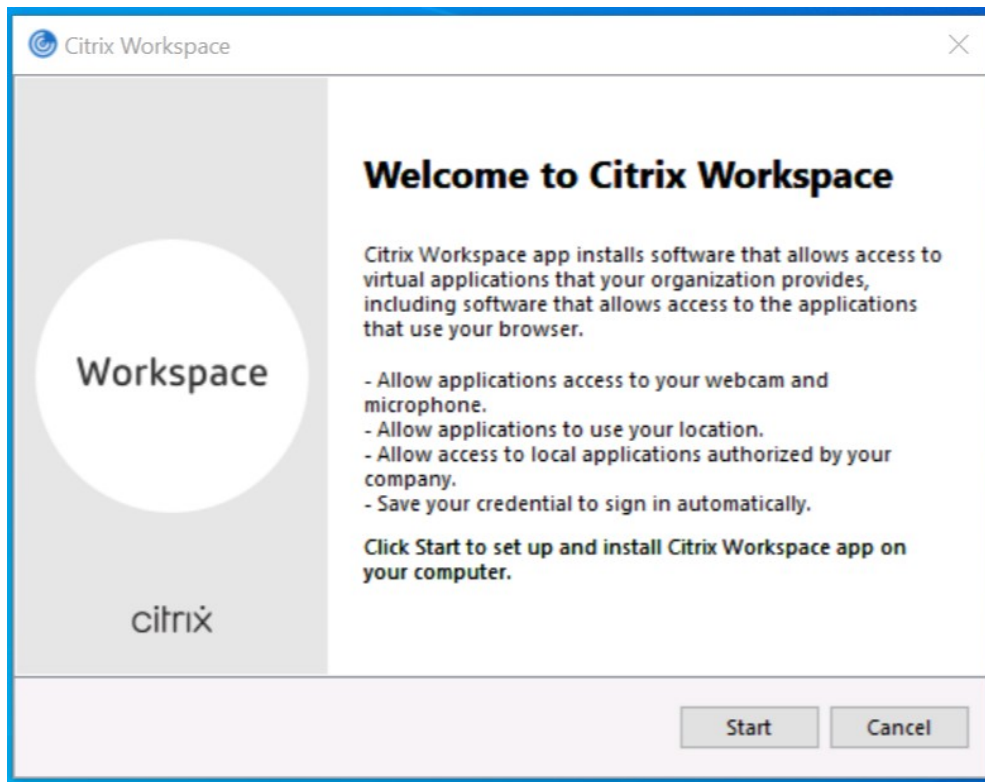 Citrix Workspace
Welcome to Citrix Workspace
Citrix Workspace app installs software that allows access to
virtual applications that your organization provides,
including software that allows access to the applications
that use your browser.
- Allow applications access to your webcam and
microphone.
- Allow applications to use your location.
- Allow access to local applications authorized by your
company.
- Save your credential to sign in automatically.
Click Start to set up and install Citrix Workspace app on
your computer.
Workspace
citrix
Start Cancel